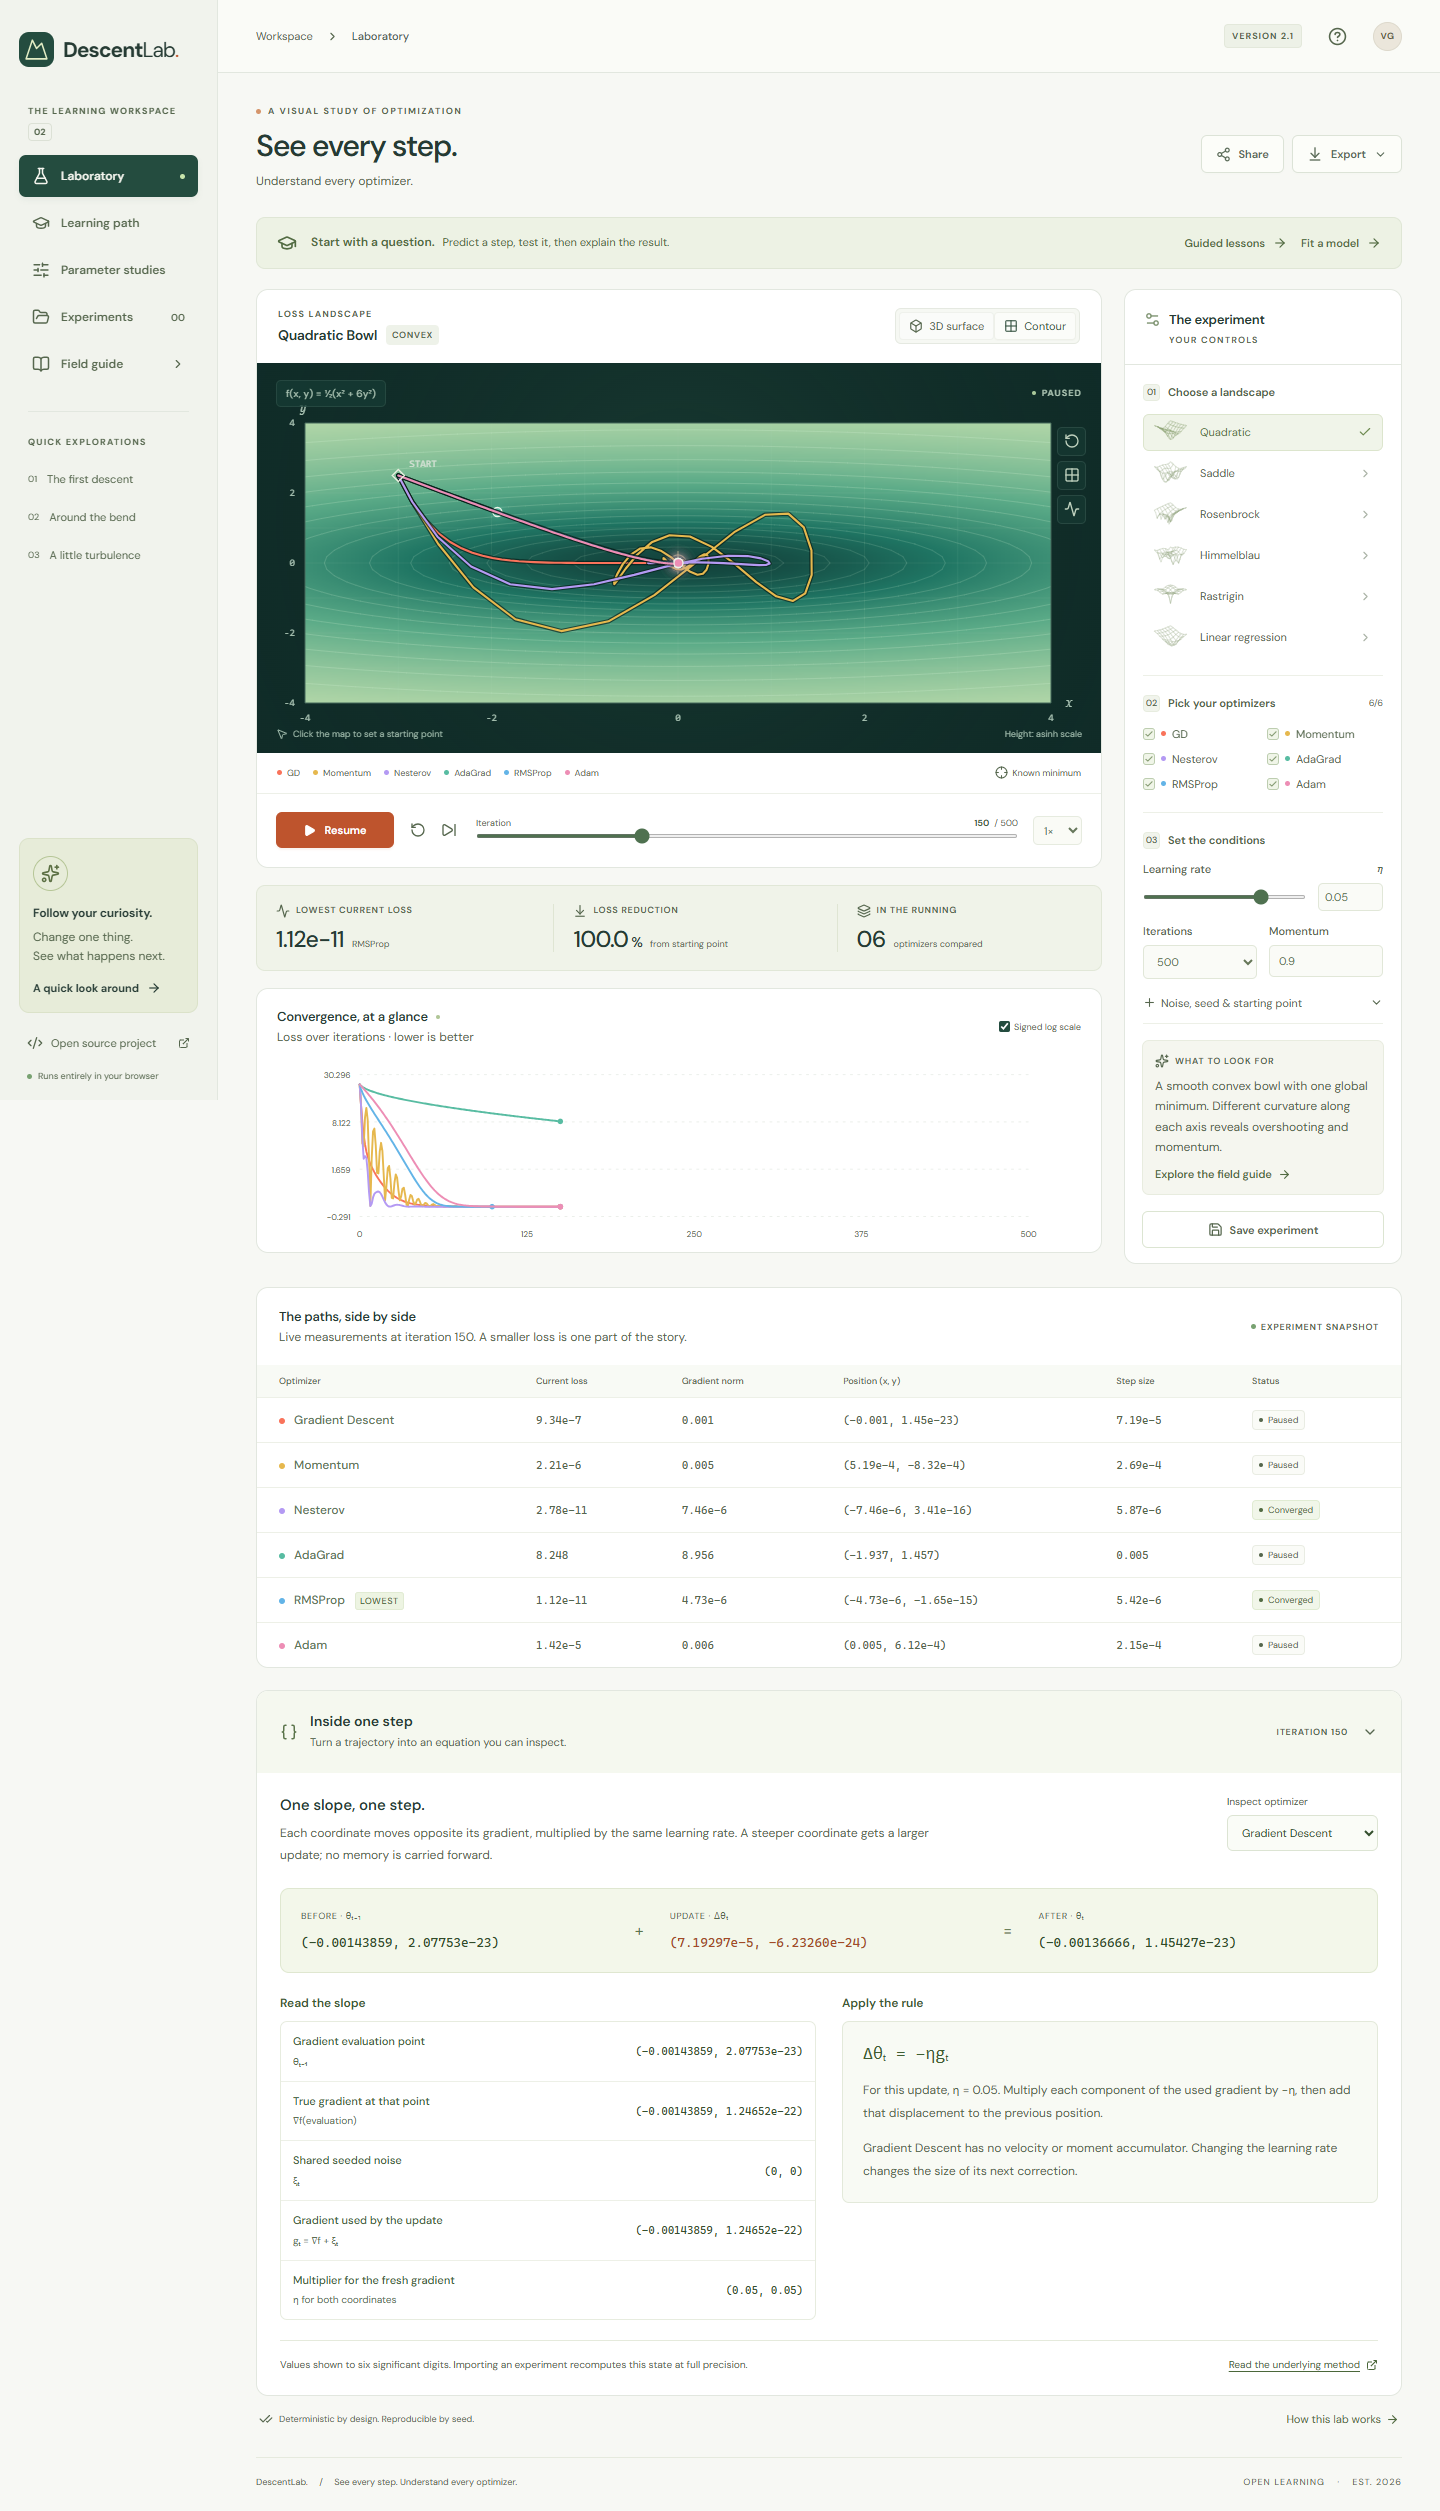 DescentLab.
THE LEARNING WORKSPACE
02
Laboratory
Learning path
Parameter studies
Experiments 00
Field guide
QUICK EXPLORATIONS
01 The first descent
02 Around the bend
03 A little turbulence
Follow your curiosity.
Change one thing.
See what happens next.
A quick look around
Open source project
Runs entirely in your browser
Workspace Laboratory
VERSION 2.1
VG
A VISUAL STUDY OF OPTIMIZATION
See every step.
Understand every optimizer.
Share
Export
Start with a question. Predict a step, test it, then explain the result.
Guided lessons
Fit a model
LOSS LANDSCAPE
Quadratic Bowl CONVEX
3D surface
Contour
f(x, y) = ½(x² + 6y²)
PAUSED
y
4
2
0
-2
-4
START
-4 -2 0 2 4 x
Click the map to set a starting point
Height: asinh scale
GD Momentum Nesterov AdaGrad RMSProp Adam
Known minimum
Resume
Iteration 150 / 500
1×
LOWEST CURRENT LOSS
1.12e-11 RMSProp
LOSS REDUCTION
100.0 % from starting point
IN THE RUNNING
06 optimizers compared
Convergence, at a glance
Loss over iterations · lower is better
Signed log scale
30.296
8.122
1.659
-0.291
0 125 250 375 500
The experiment
YOUR CONTROLS
01 Choose a landscape
Quadratic
Saddle
Rosenbrock
Himmelblau
Rastrigin
Linear regression
02 Pick your optimizers 6/6
GD Momentum
Nesterov AdaGrad
RMSProp Adam
03 Set the conditions
Learning rate η
0.05
Iterations Momentum
500 0.9
Noise, seed & starting point
WHAT TO LOOK FOR
A smooth convex bowl with one global
minimum. Different curvature along
each axis reveals overshooting and
momentum.
Explore the field guide
Save experiment
The paths, side by side
Live measurements at iteration 150. A smaller loss is one part of the story.
EXPERIMENT SNAPSHOT
Optimizer Current loss Gradient norm Position (x, y) Step size Status
Gradient Descent 9.34e-7 0.001 (-0.001, 1.45e-23) 7.19e-5 Paused
Momentum 2.21e-6 0.005 (5.19e-4, -8.32e-4) 2.69e-4 Paused
Nesterov 2.78e-11 7.46e-6 (-7.46e-6, 3.41e-16) 5.87e-6 Converged
AdaGrad 8.248 8.956 (-1.937, 1.457) 0.005 Paused
RMSProp LOWEST 1.12e-11 4.73e-6 (-4.73e-6, -1.65e-15) 5.42e-6 Converged
Adam 1.42e-5 0.006 (0.005, 6.12e-4) 2.15e-4 Paused
Inside one step
Turn a trajectory into an equation you can inspect.
ITERATION 150
One slope, one step.
Each coordinate moves opposite its gradient, multiplied by the same learning rate. A steeper coordinate gets a larger
update; no memory is carried forward.
Inspect optimizer
Gradient Descent
BEFORE · θₜ₋₁
(-0.00143859, 2.07753e-23)
+
UPDATE · Δθₜ
(7.19297e-5, -6.23260e-24)
=
AFTER · θₜ
(-0.00136666, 1.45427e-23)
Read the slope
Gradient evaluation point
θₜ₋₁
(-0.00143859, 2.07753e-23)
True gradient at that point
∇f(evaluation)
(-0.00143859, 1.24652e-22)
Shared seeded noise
ξₜ
(0, 0)
Gradient used by the update
gₜ = ∇f + ξₜ
(-0.00143859, 1.24652e-22)
Multiplier for the fresh gradient
η for both coordinates
(0.05, 0.05)
Apply the rule
Δθₜ = -ηgₜ
For this update, η = 0.05. Multiply each component of the used gradient by -η, then add
that displacement to the previous position.
Gradient Descent has no velocity or moment accumulator. Changing the learning rate
changes the size of its next correction.
Values shown to six significant digits. Importing an experiment recomputes this state at full precision.
Read the underlying method
Deterministic by design. Reproducible by seed.
How this lab works
DescentLab. / See every step. Understand every optimizer.
OPEN LEARNING · EST. 2026